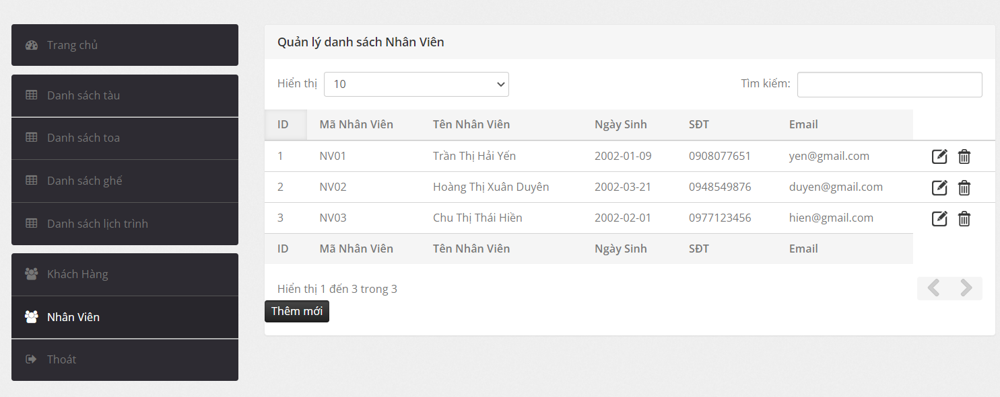 Trang chủ
Danh sách tàu
Danh sách toa
Danh sách ghế
Danh sách lịch trình
Khách Hàng
Nhân Viên
Thoát
Quản lý danh sách Nhân Viên
Hiển thị 10 Tìm kiếm:
ID Mã Nhân Viên Tên Nhân Viên Ngày Sinh SĐT Email
1 NV01 Trần Thị Hải Yến 2002-01-09 0908077651 yen@gmail.com
2 NV02 Hoàng Thị Xuân Duyên 2002-03-21 0948549876 duyen@gmail.com
3 NV03 Chu Thị Thái Hiền 2002-02-01 0977123456 hien@gmail.com
ID Mã Nhân Viên Tên Nhân Viên Ngày Sinh SĐT Email
Hiển thị 1 đến 3 trong 3
Thêm mới